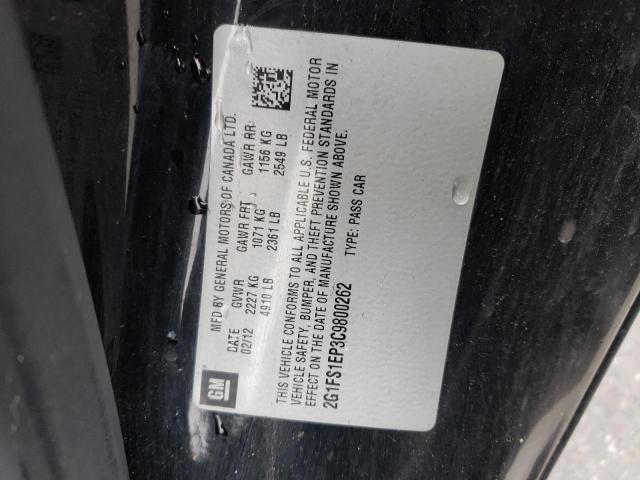 GM
MFD BY GENERAL MOTORS OF CANADA LTD.
DATE GVWR GAWR FRT GAWR RR
02/12 2227 KG 1071 KG 1156 KG
4910 LB 2361 LB 2549 LB
THIS VEHICLE CONFORMS TO ALL APPLICABLE U.S. FEDERAL MOTOR
VEHICLE SAFETY, BUMPER, AND THEFT PREVENTION STANDARDS IN
EFFECT ON THE DATE OF MANUFACTURE SHOWN ABOVE.
2G1FS1EP3C9800262 TYPE: PASS CAR